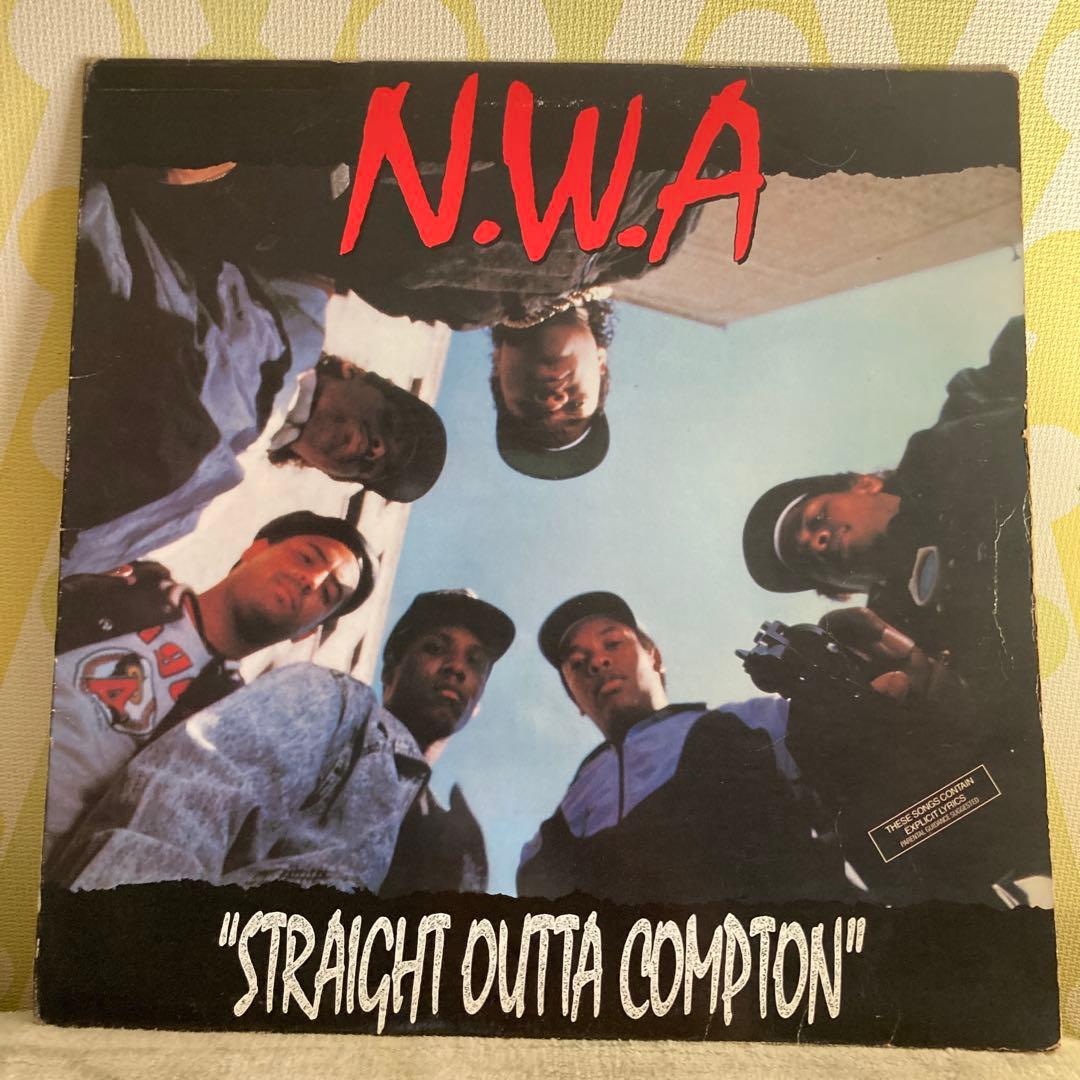 N.W.A
THESE SONGS CONTAIN
EXPLICIT LYRICS
PARENTAL GUIDANCE SUGGESTED
"STRAIGHT OUTTA COMPTON"